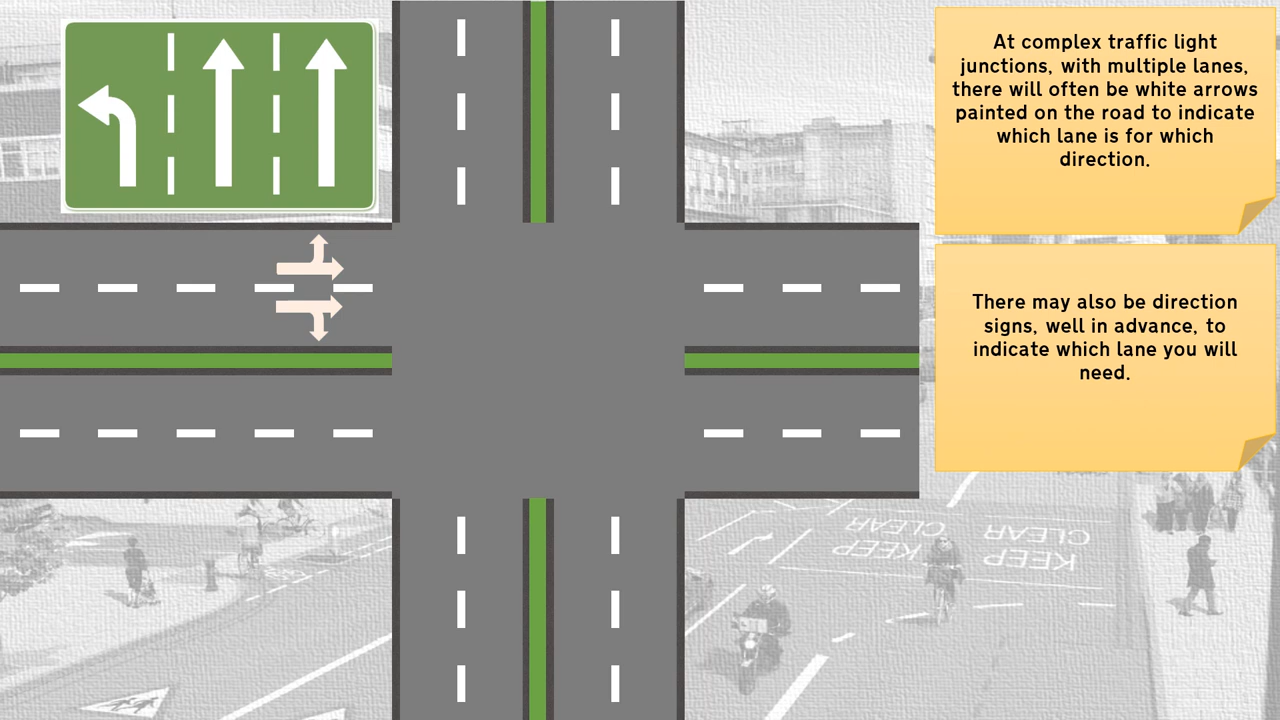 At complex traffic light
junctions, with multiple lanes,
there will often be white arrows
painted on the road to indicate
which lane is for which
direction.
There may also be direction
signs, well in advance, to
indicate which lane you will
need.
CLEAR CLEAR
KEEP KEEP